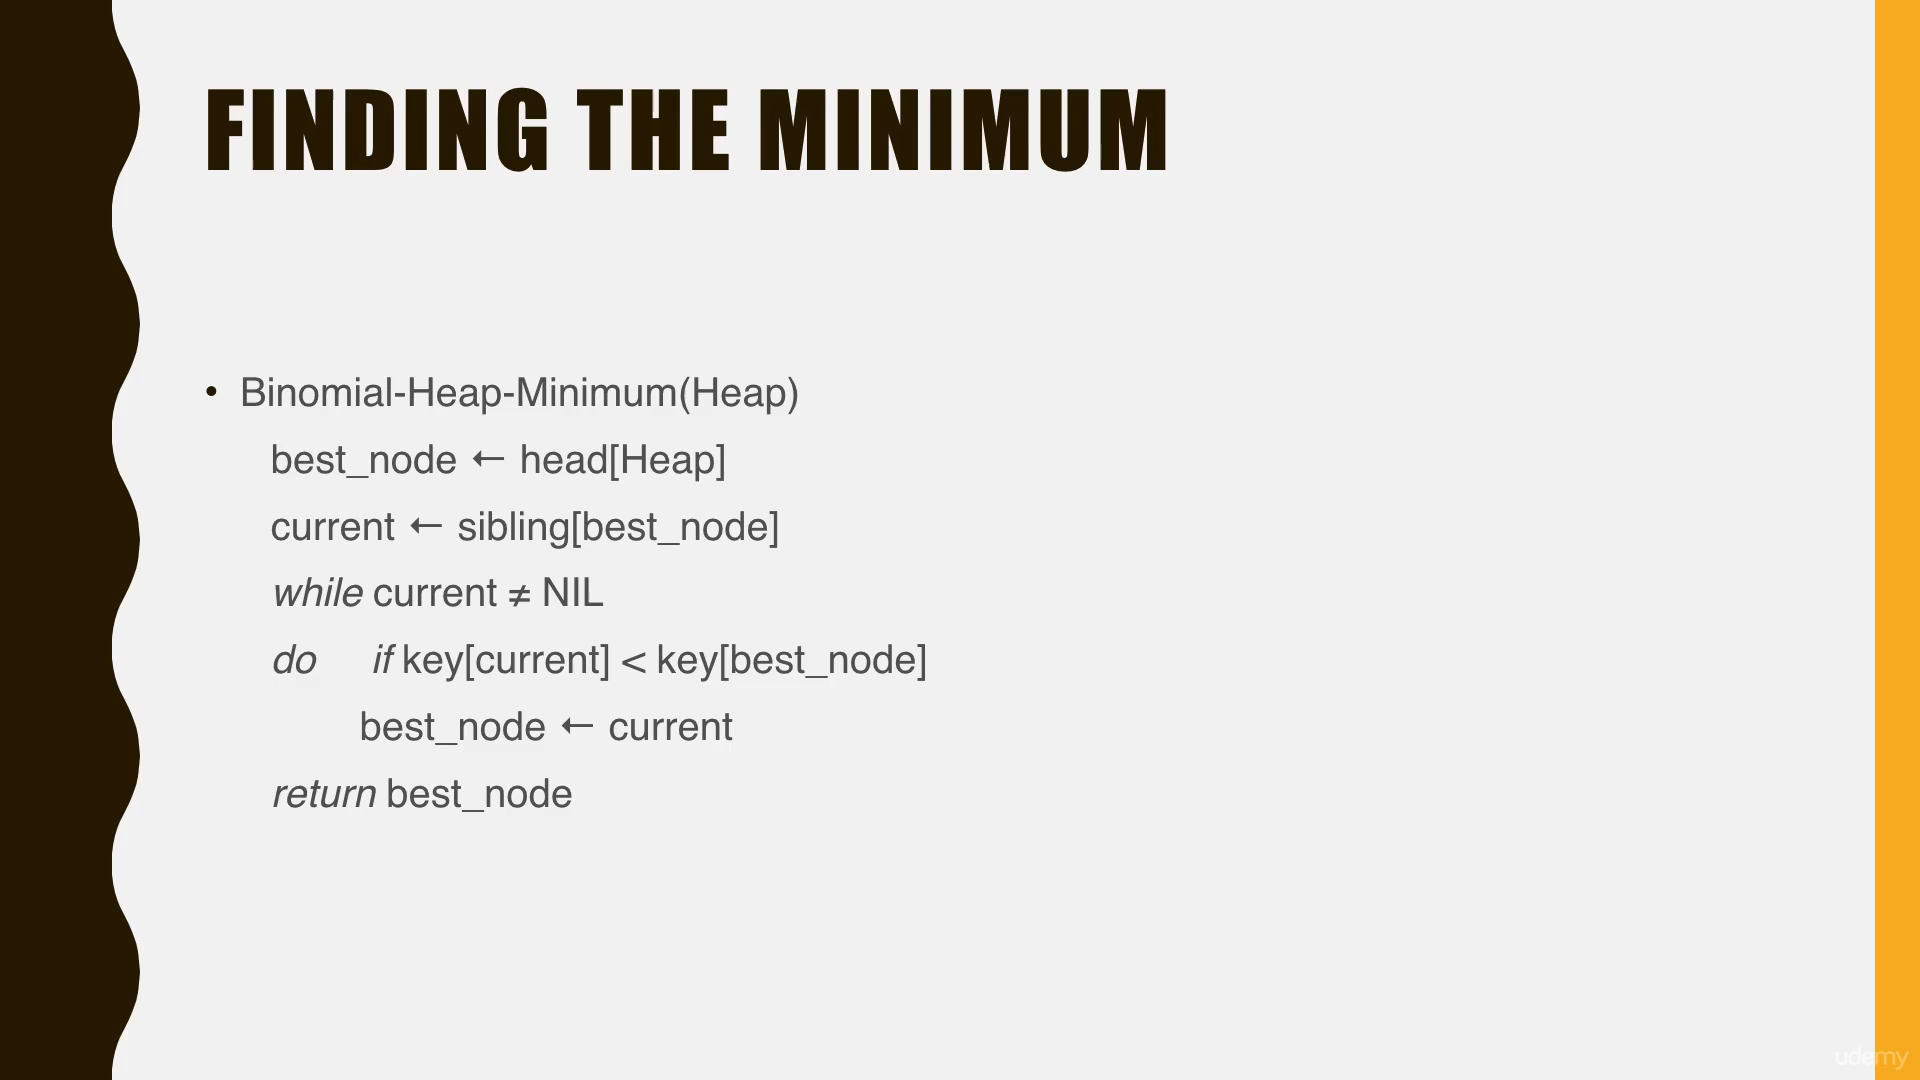 FINDING THE MINIMUM
• Binomial-Heap-Minimum(Heap)
best_node ← head[Heap]
current ← sibling[best_node]
while current ≠ NIL
do if key[current] < key[best_node]
best_node ← current
return best_node
udemy